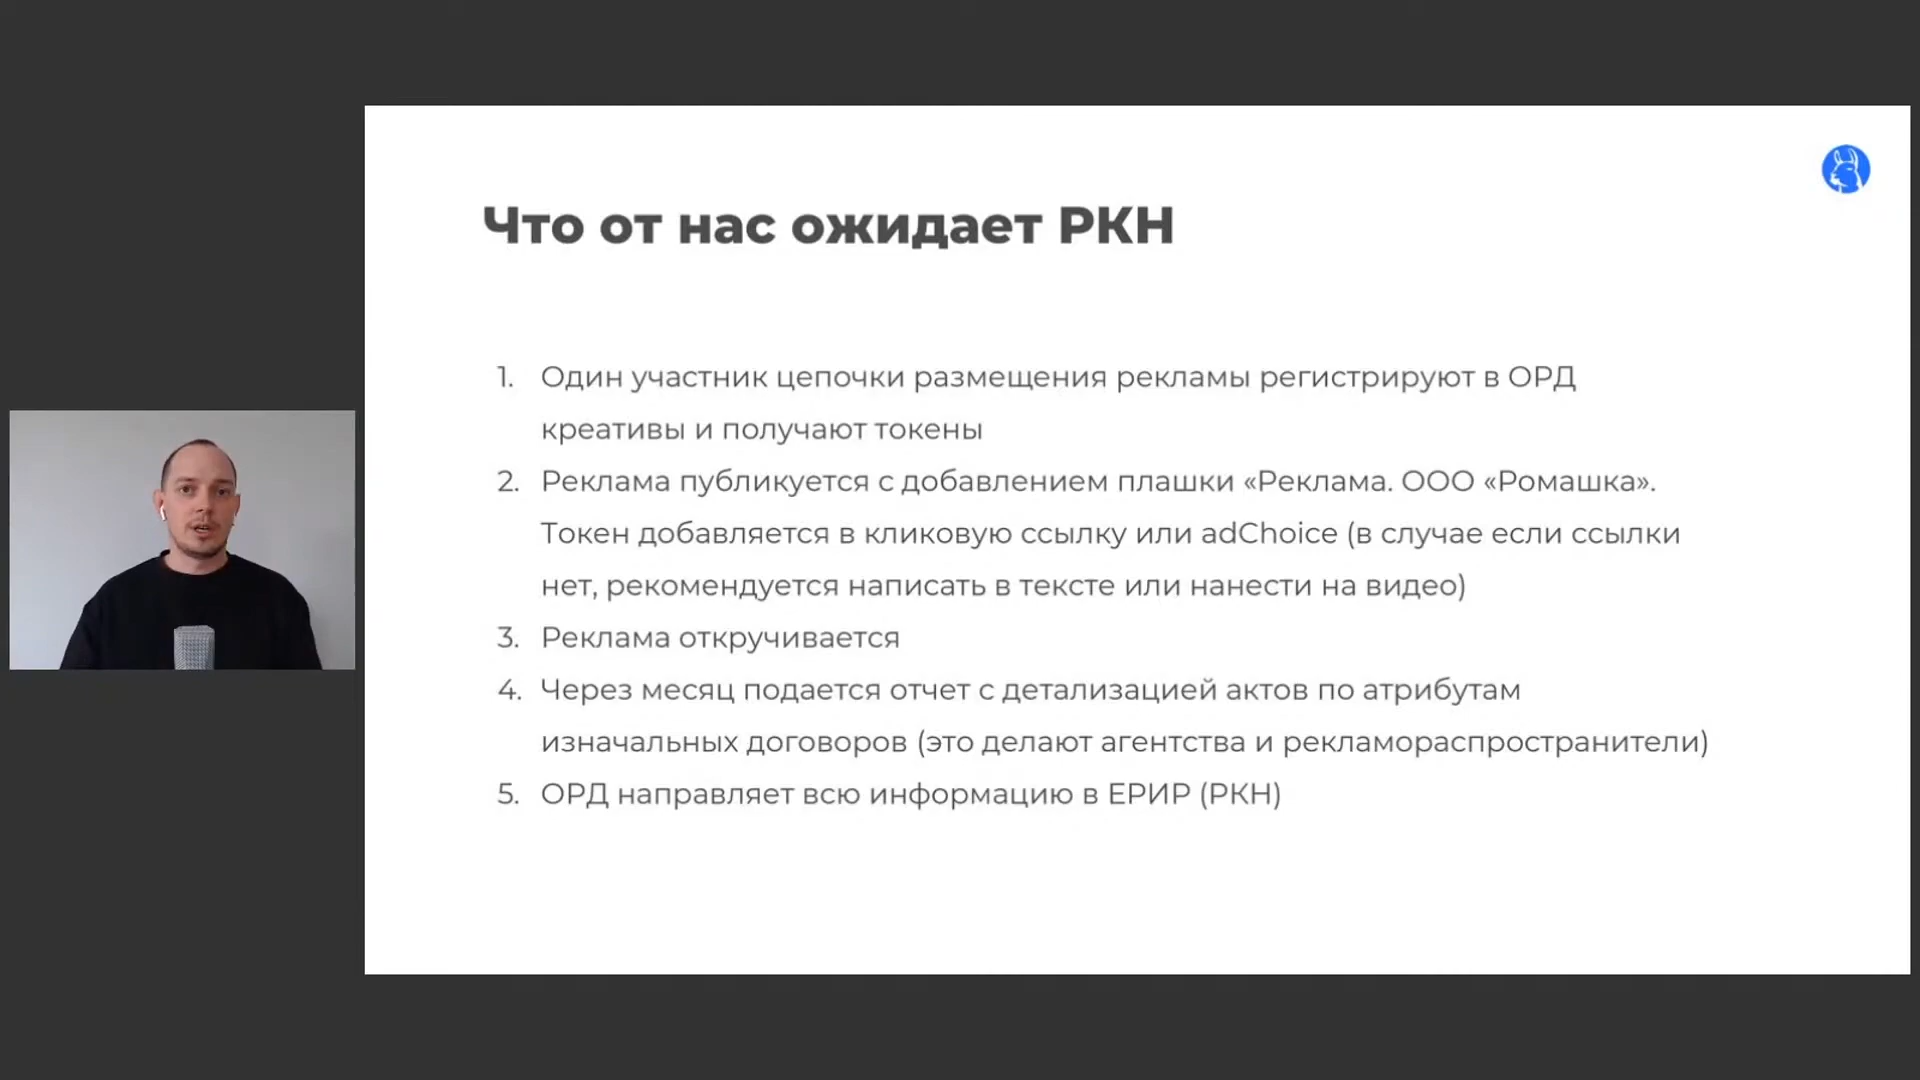 Что от нас ожидает РКН
1. Один участник цепочки размещения рекламы регистрируют в ОРД
креативы и получают токены
2. Реклама публикуется с добавлением плашки «Реклама. ООО «Ромашка».
Токен добавляется в кликовую ссылку или adChoice (в случае если ссылки
нет, рекомендуется написать в тексте или нанести на видео)
3. Реклама откручивается
4. Через месяц подается отчет с детализацией актов по атрибутам
изначальных договоров (это делают агентства и рекламораспространители)
5. ОРД направляет всю информацию в ЕРИР (РКН)